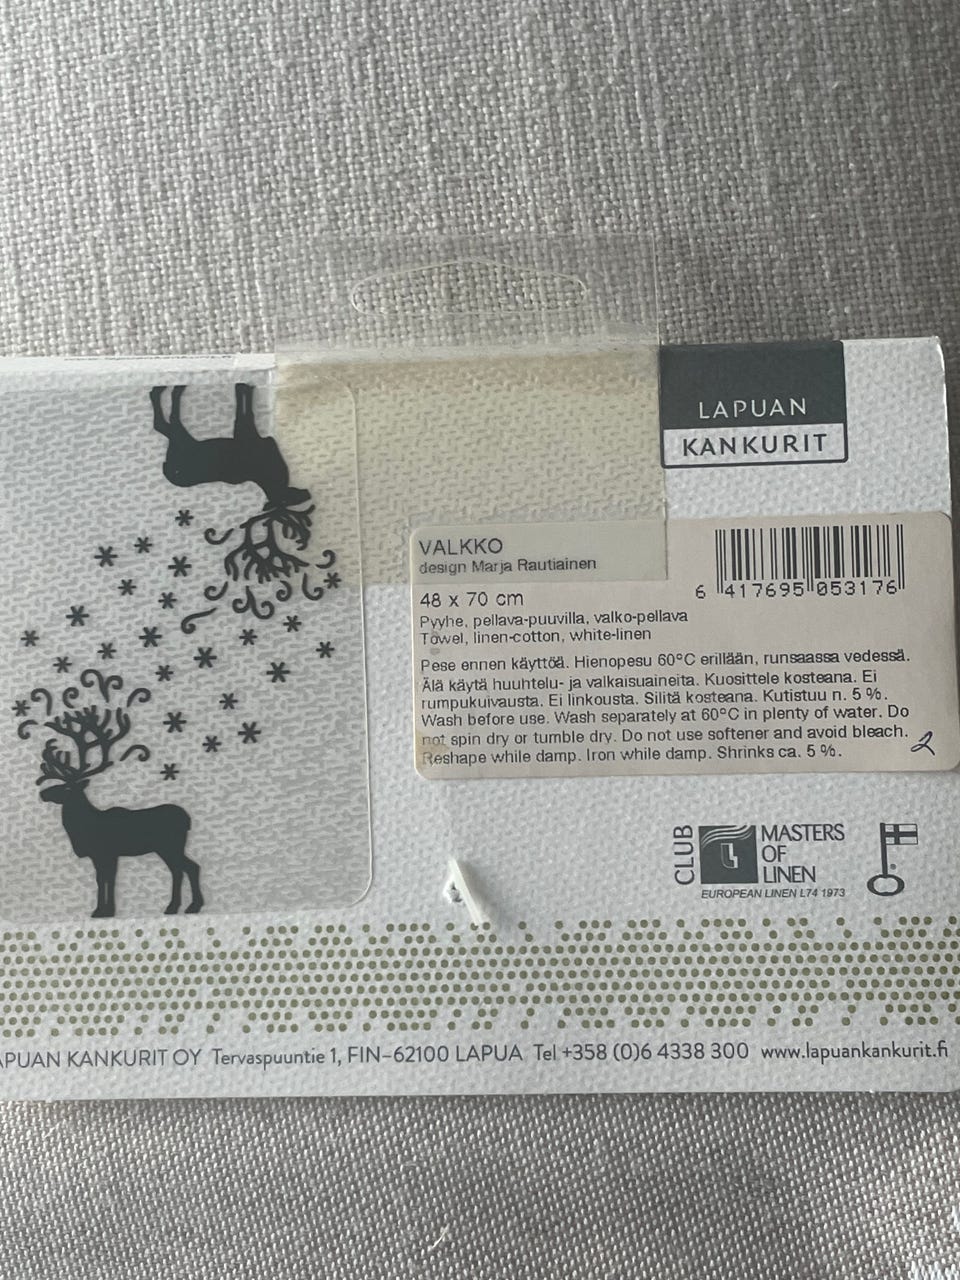 LAPUAN
KANKURIT
VALKKO
design Marja Rautiainen
48 x 70 cm
6 417695 053176
Pyyhe, pellava-puuvilla, valko-pellava
Towel, linen-cotton, white-linen
Pese ennen käyttöä. Hienopesu 60°C erillään, runsaassa vedessä.
Älä käytä huuhtelu- ja valkaisuaineita. Kuosittele kosteana. Ei
rumpukuivausta. Ei linkousta. Silitä kosteana. Kutistuu n. 5 %.
Wash before use. Wash separately at 60°C in plenty of water. Do
not spin dry or tumble dry. Do not use softener and avoid bleach.
Reshape while damp. Iron while damp. Shrinks ca. 5 %.
2
CLUB
MASTERS
OF
LINEN
EUROPEAN LINEN L74 1973
APUAN KANKURIT OY Tervaspuuntie 1, FIN-62100 LAPUA Tel +358 (0)6 4338 300 www.lapuankankurit.fi